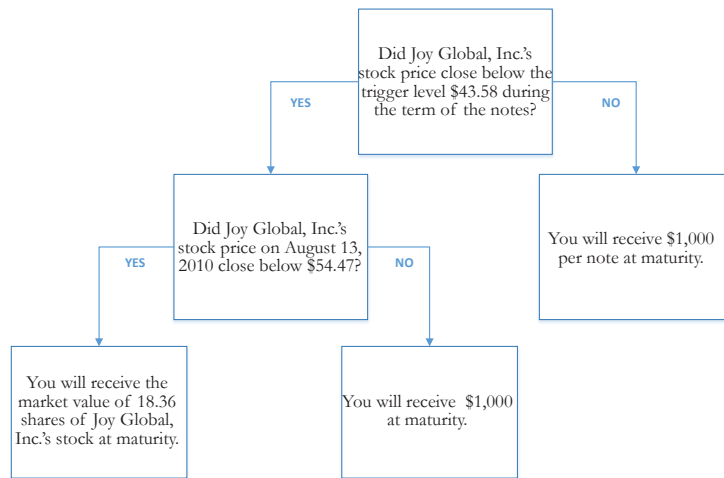 Did Joy Global, Inc.'s
stock price close below the
trigger level $43.58 during
the term of the notes?
YES
NO
Did Joy Global, Inc.'s
stock price on August 13,
2010 close below $54.47?
You will receive $1,000
per note at maturity.
YES
NO
You will receive the
market value of 18.36
shares of Joy Global,
Inc.'s stock at maturity.
You will receive  $1,000
at maturity.